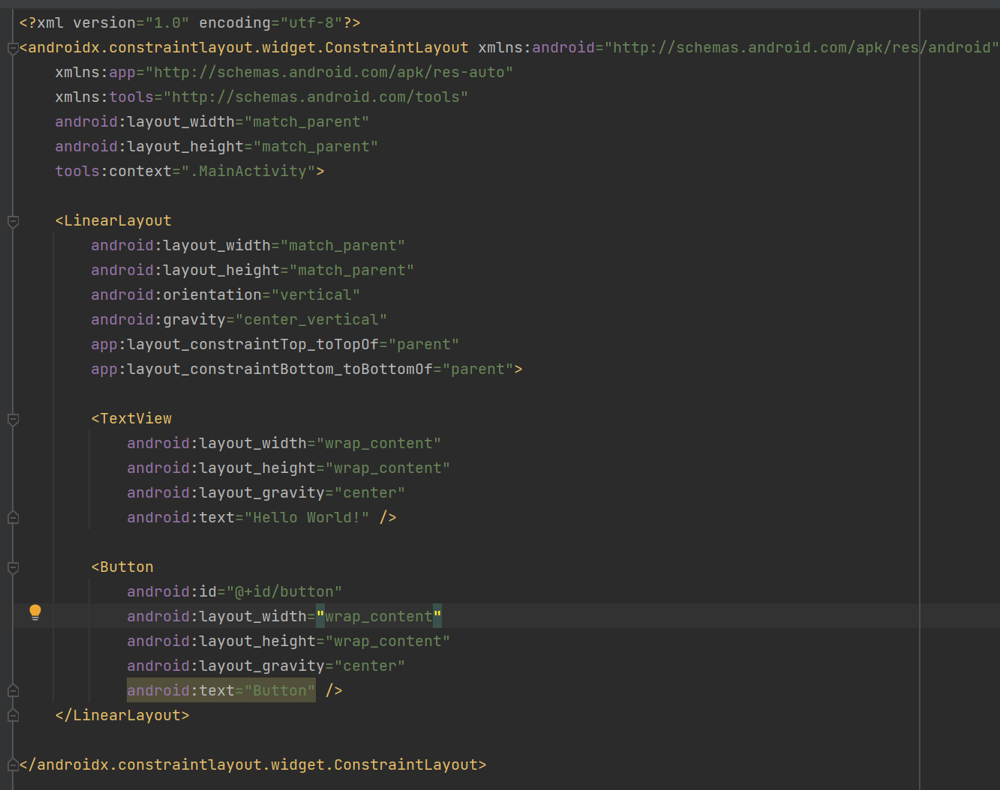 <?xml version="1.0" encoding="utf-8"?>
<androidx.constraintlayout.widget.ConstraintLayout xmlns:android="http://schemas.android.com/apk/res/android"
    xmlns:app="http://schemas.android.com/apk/res-auto"
    xmlns:tools="http://schemas.android.com/tools"
    android:layout_width="match_parent"
    android:layout_height="match_parent"
    tools:context=".MainActivity">

    <LinearLayout
        android:layout_width="match_parent"
        android:layout_height="match_parent"
        android:orientation="vertical"
        android:gravity="center_vertical"
        app:layout_constraintTop_toTopOf="parent"
        app:layout_constraintBottom_toBottomOf="parent">

        <TextView
            android:layout_width="wrap_content"
            android:layout_height="wrap_content"
            android:layout_gravity="center"
            android:text="Hello World!" />

        <Button
            android:id="@+id/button"
            android:layout_width="wrap_content"
            android:layout_height="wrap_content"
            android:layout_gravity="center"
            android:text="Button" />
    </LinearLayout>

</androidx.constraintlayout.widget.ConstraintLayout>